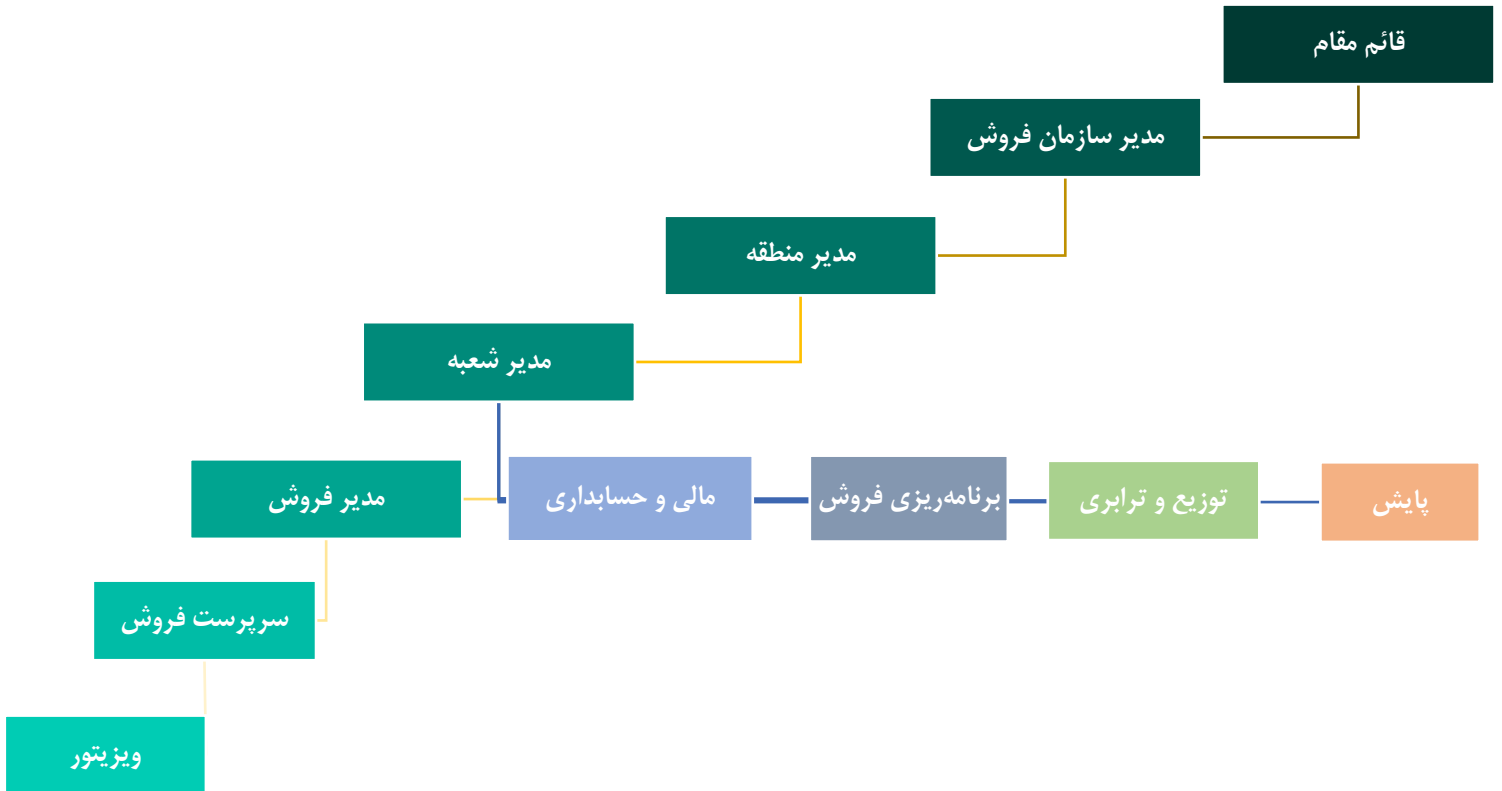 قائم مقام
مدیر سازمان فروش
مدیر منطقه
مدیر شعبه
پایش
توزیع و ترابری
برنامه‌ریزی فروش
مالی و حسابداری
مدیر فروش
سرپرست فروش
ویزیتور